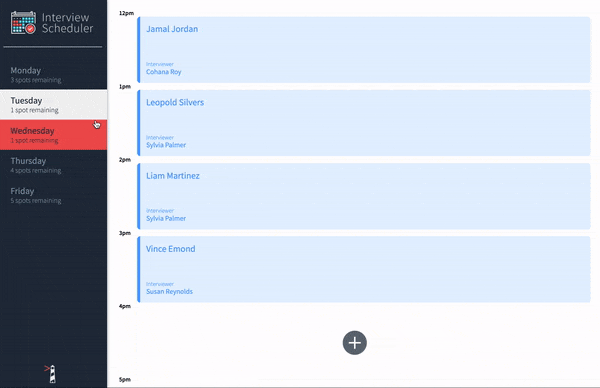 Interview
Scheduler
Monday
3 spots remaining
Tuesday
1 spot remaining
Wednesday
1 spot remaining
Thursday
4 spots remaining
Friday
5 spots remaining
12pm
Jamal Jordan
Interviewer
Cohana Roy
1pm
Leopold Silvers
Interviewer
Sylvia Palmer
2pm
Liam Martinez
Interviewer
Sylvia Palmer
3pm
Vince Emond
Interviewer
Susan Reynolds
4pm
5pm